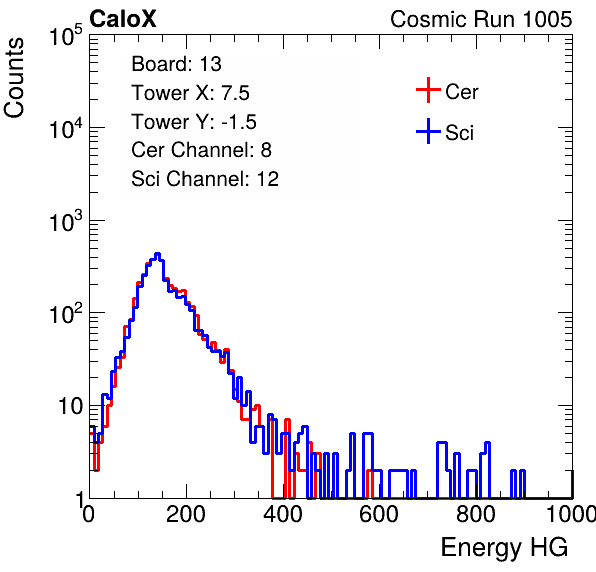 CaloX Cosmic Run 1005
Counts
10^5
10^4
10^3
10^2
10
1
Board: 13
Tower X: 7.5
Tower Y: -1.5
Cer Channel: 8
Sci Channel: 12
Cer
Sci
0 200 400 600 800 1000
Energy HG